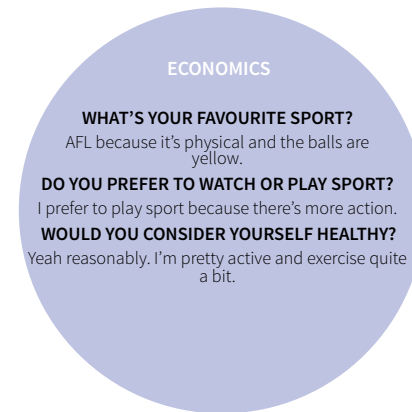 ECONOMICS
WHAT’S YOUR FAVOURITE SPORT?
AFL because it’s physical and the balls are
yellow.
DO YOU PREFER TO WATCH OR PLAY SPORT?
I prefer to play sport because there’s more action.
WOULD YOU CONSIDER YOURSELF HEALTHY?
Yeah reasonably. I’m pretty active and exercise quite
a bit.